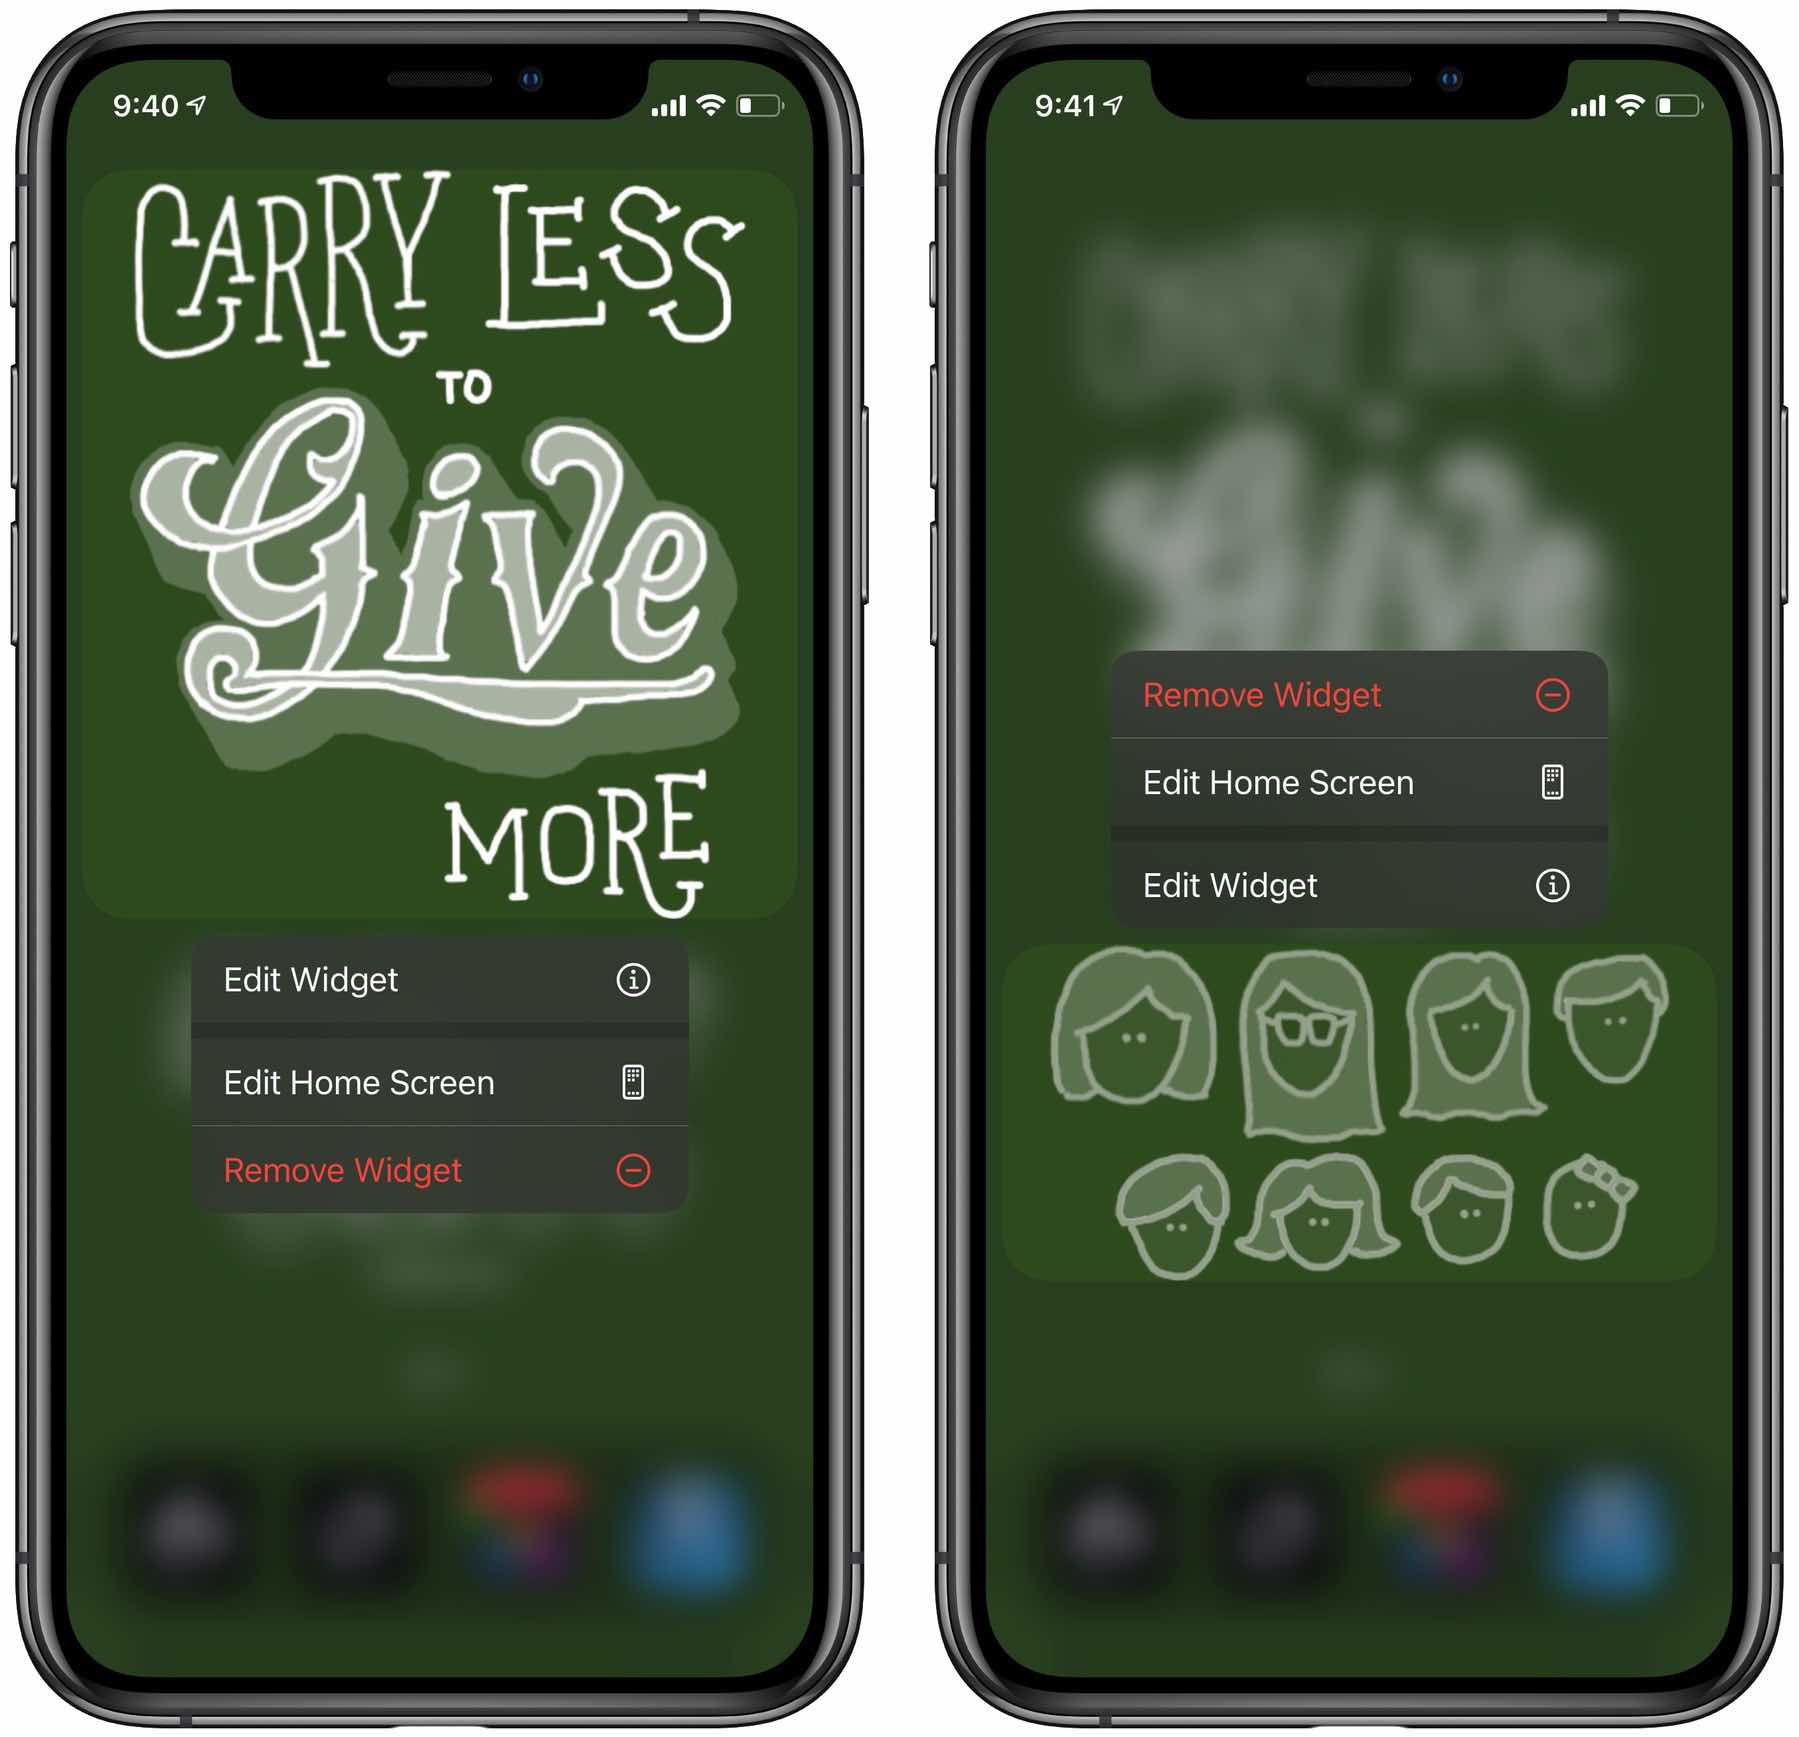 9:40
CARRY LESS
TO
Give
MORE
Edit Widget
Edit Home Screen
Remove Widget
9:41
Remove Widget
Edit Home Screen
Edit Widget